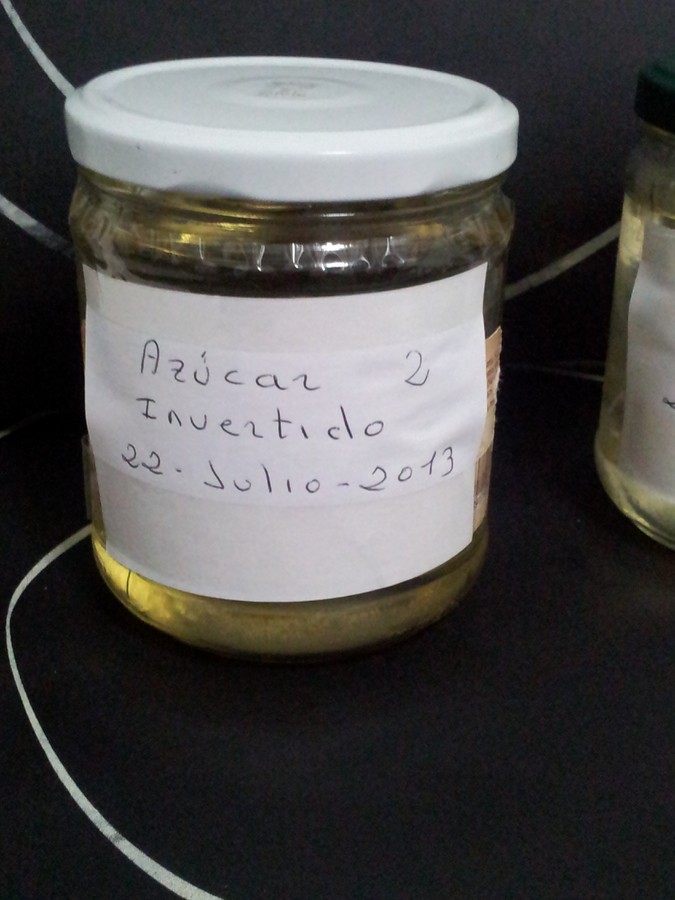 Azúcar 2
Invertido
22-Julio-2013